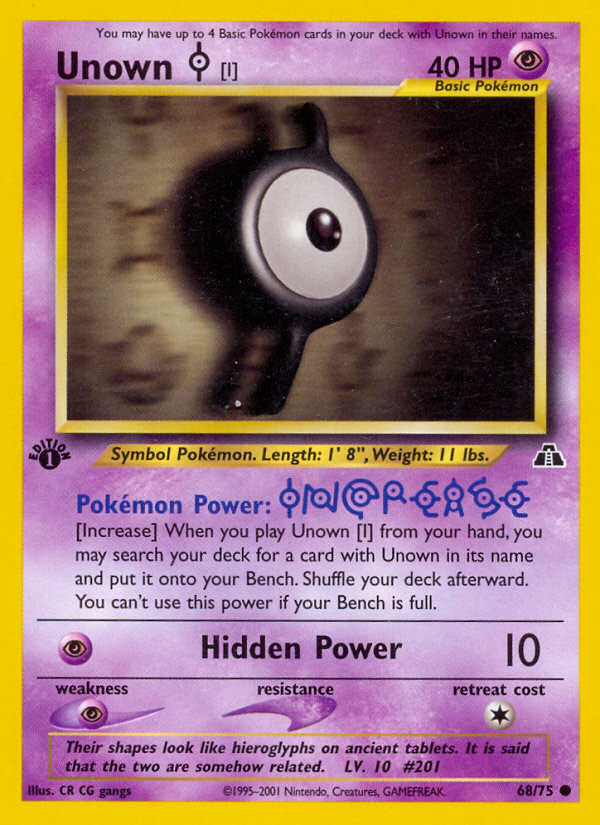 You may have up to 4 Basic Pokémon cards in your deck with Unown in their names.
Unown I [I] 40 HP
Basic Pokémon
EDITION 1
Symbol Pokémon. Length: 1' 8", Weight: 11 lbs.
Pokémon Power: INCREASE
[Increase] When you play Unown [I] from your hand, you
may search your deck for a card with Unown in its name
and put it onto your Bench. Shuffle your deck afterward.
You can't use this power if your Bench is full.
Hidden Power 10
weakness resistance retreat cost
Their shapes look like hieroglyphs on ancient tablets. It is said
that the two are somehow related. LV. 10 #201
Illus. CR CG gangs ©1995-2001 Nintendo, Creatures, GAMEFREAK. 68/75